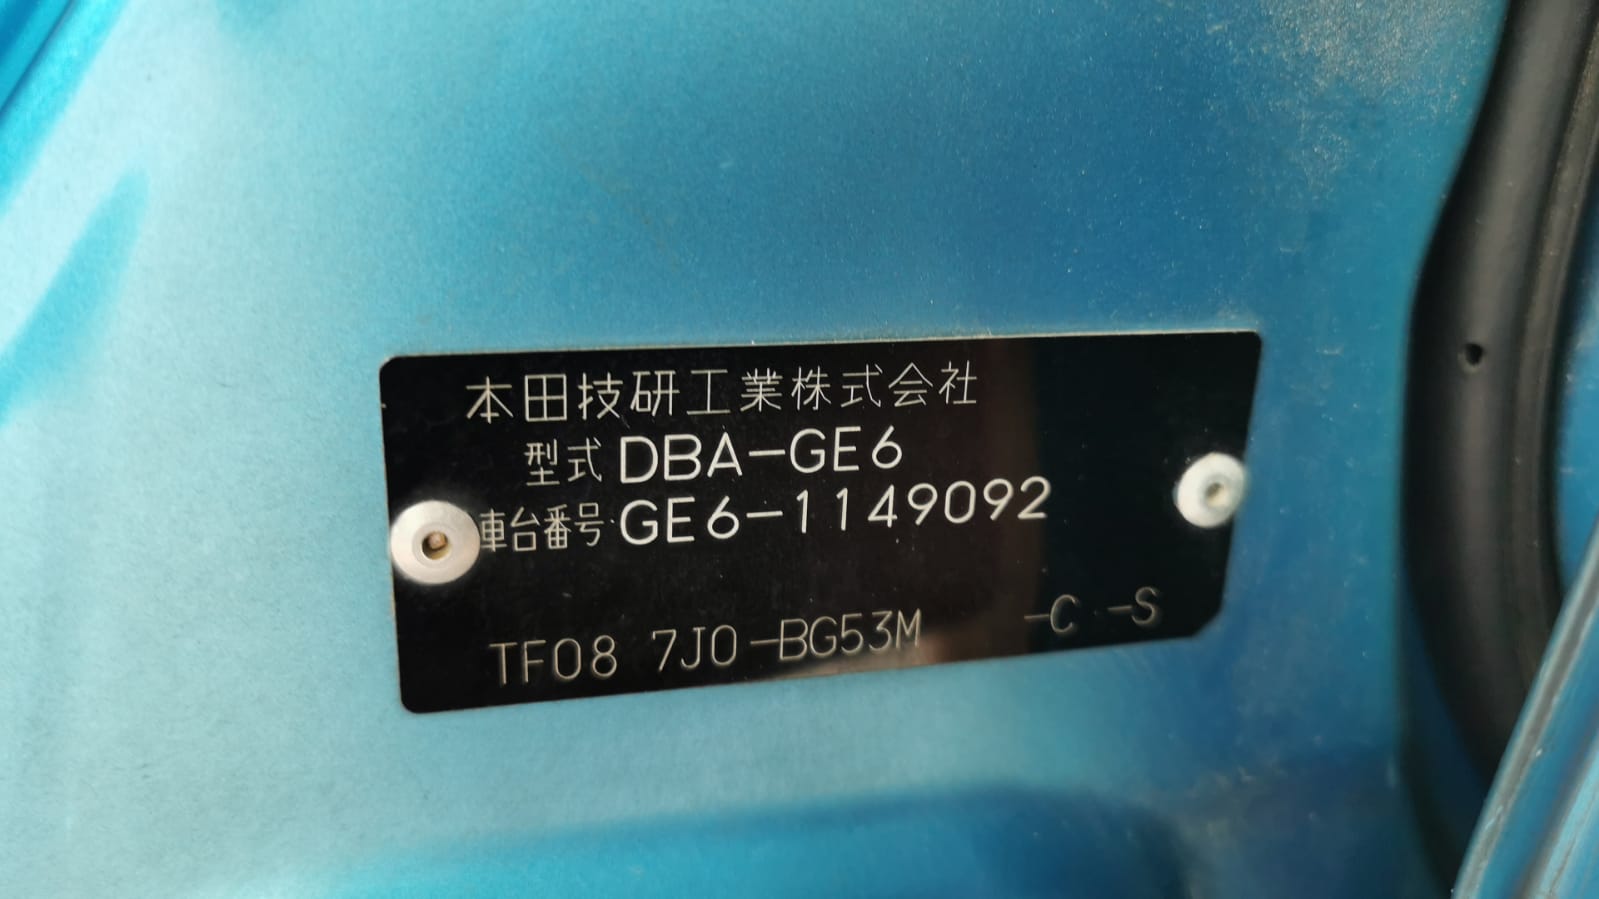 本田技研工業株式会社
型式 DBA-GE6
車台番号 GE6-1149092
TF08 7J0-BG53M -C -S